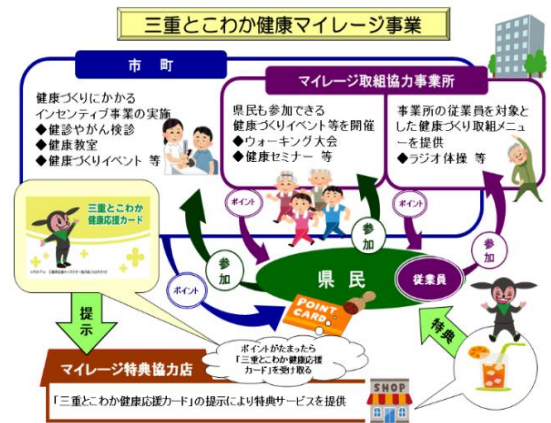 三重とこわか健康マイレージ事業
市 町
健康づくりにかかる
インセンティブ事業の実施
◆健診やがん検診
◆健康教室
◆健康づくりイベント 等
マイレージ取組協力事業所
県民も参加できる
健康づくりイベント等を開催
◆ウォーキング大会
◆健康セミナー 等
事業所の従業員を対象と
した健康づくり取組メニュ
ーを提供
◆ラジオ体操 等
三重とこわか
健康応援カード
ポイント
ポイント
参加
参加
参加
ポイント
県 民
従業員
POINT
CARD
提示
特典
ポイントがたまったら
「三重とこわか健康応援
カード」を受け取る
マイレージ特典協力店
SHOP
「三重とこわか健康応援カード」の提示により特典サービスを提供